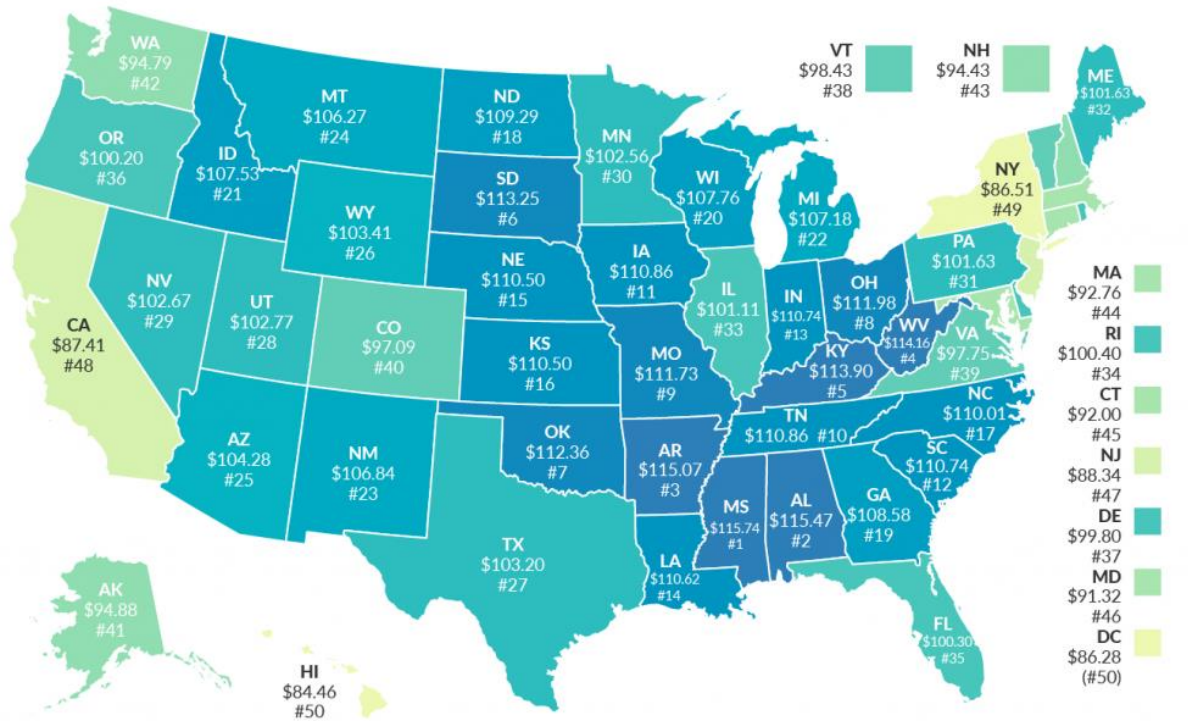 WA
$94.79
#42
OR
$100.20
#36
CA
$87.41
#48
NV
$102.67
#29
ID
$107.53
#21
MT
$106.27
#24
WY
$103.41
#26
UT
$102.77
#28
CO
$97.09
#40
AZ
$104.28
#25
NM
$106.84
#23
ND
$109.29
#18
SD
$113.25
#6
NE
$110.50
#15
KS
$110.50
#16
OK
$112.36
#7
TX
$103.20
#27
MN
$102.56
#30
IA
$110.86
#11
MO
$111.73
#9
AR
$115.07
#3
LA
$110.62
#14
WI
$107.76
#20
IL
$101.11
#33
MI
$107.18
#22
IN
$110.74
#13
OH
$111.98
#8
KY
$113.90
#5
WV
$114.16
#4
TN
$110.86 #10
MS
$115.74
#1
AL
$115.47
#2
GA
$108.58
#19
FL
$100.30
#35
SC
$110.74
#12
NC
$110.01
#17
VA
$97.75
#39
PA
$101.63
#31
NY
$86.51
#49
VT
$98.43
#38
NH
$94.43
#43
ME
$101.63
#32
MA
$92.76
#44
RI
$100.40
#34
CT
$92.00
#45
NJ
$88.34
#47
DE
$99.80
#37
MD
$91.32
#46
DC
$86.28
(#50)
AK
$94.88
#41
HI
$84.46
#50